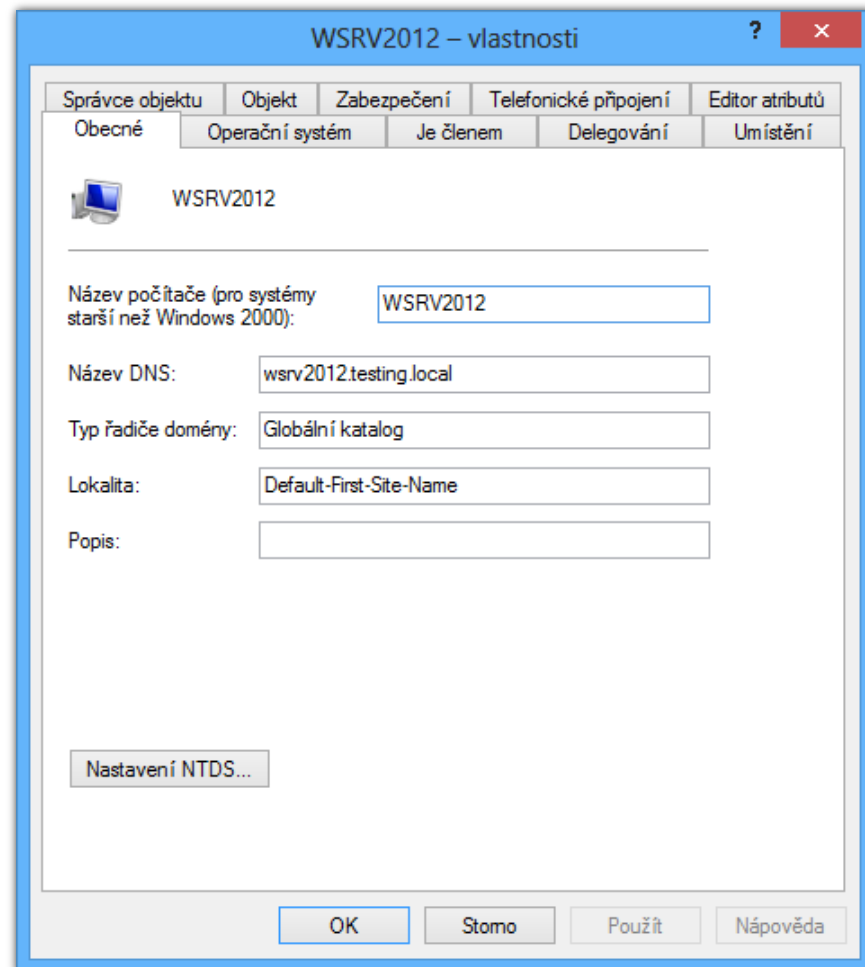 WSRV2012 – vlastnosti
?
×
Správce objektu Objekt Zabezpečení Telefonické připojení Editor atributů
Obecné Operační systém Je členem Delegování Umístění
WSRV2012
Název počítače (pro systémy
starší než Windows 2000):
WSRV2012
Název DNS: wsrv2012.testing.local
Typ řadiče domény: Globální katalog
Lokalita: Default-First-Site-Name
Popis:
Nastavení NTDS...
OK Storno Použít Nápověda